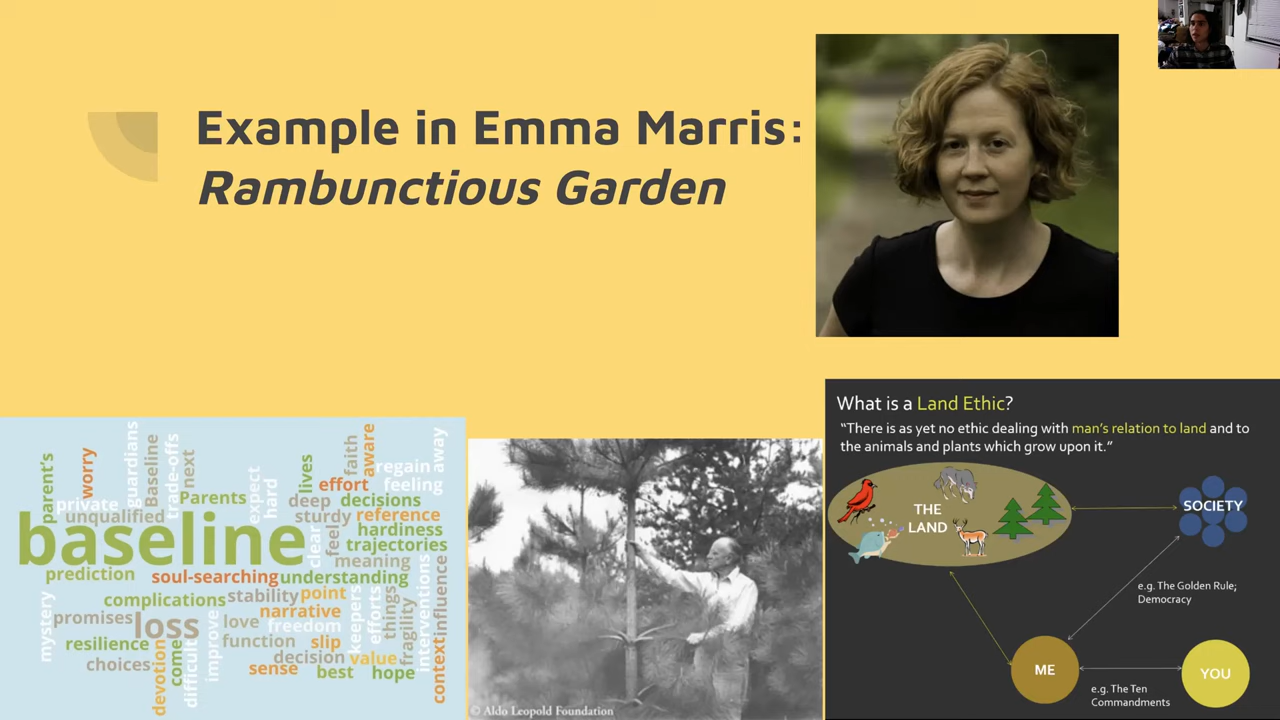 Example in Emma Marris:
Rambunctious Garden
parent's
worry
guardians
Baseline
trade-offs
next
private
unqualified
Parents
expect
hard
lives
faith
aware
regain
away
effort
feeling
deep
decisions
sturdy
reference
baseline
clear
feel
hardiness
trajectories
meaning
prediction
soul-searching
understanding
complications
stability
point
narrative
mystery
promises
loss
improve
love
freedom
keepers
efforts
things
fragility
interventions
influence
resilience
function
slip
choices
devotion
come
difficult
decision
value
context
sense
best
hope
© Aldo Leopold Foundation
What is a Land Ethic?
“There is as yet no ethic dealing with man’s relation to land and to
the animals and plants which grow upon it.”
THE
LAND
SOCIETY
e.g. The Golden Rule;
Democracy
ME
YOU
e.g. The Ten
Commandments